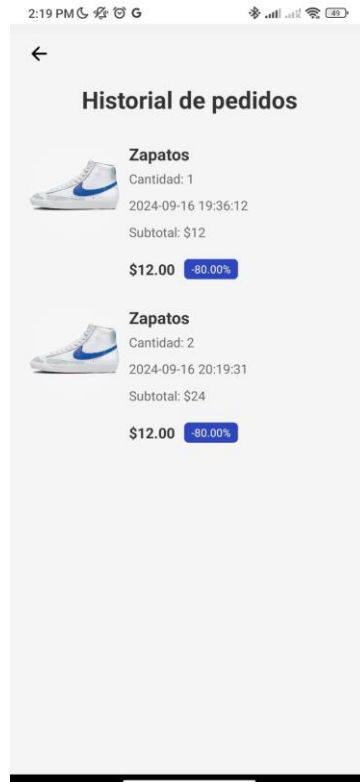 2:19 PM G 49
Historial de pedidos
Zapatos
Cantidad: 1
2024-09-16 19:36:12
Subtotal: $12
$12.00 -80.00%
Zapatos
Cantidad: 2
2024-09-16 20:19:31
Subtotal: $24
$12.00 -80.00%